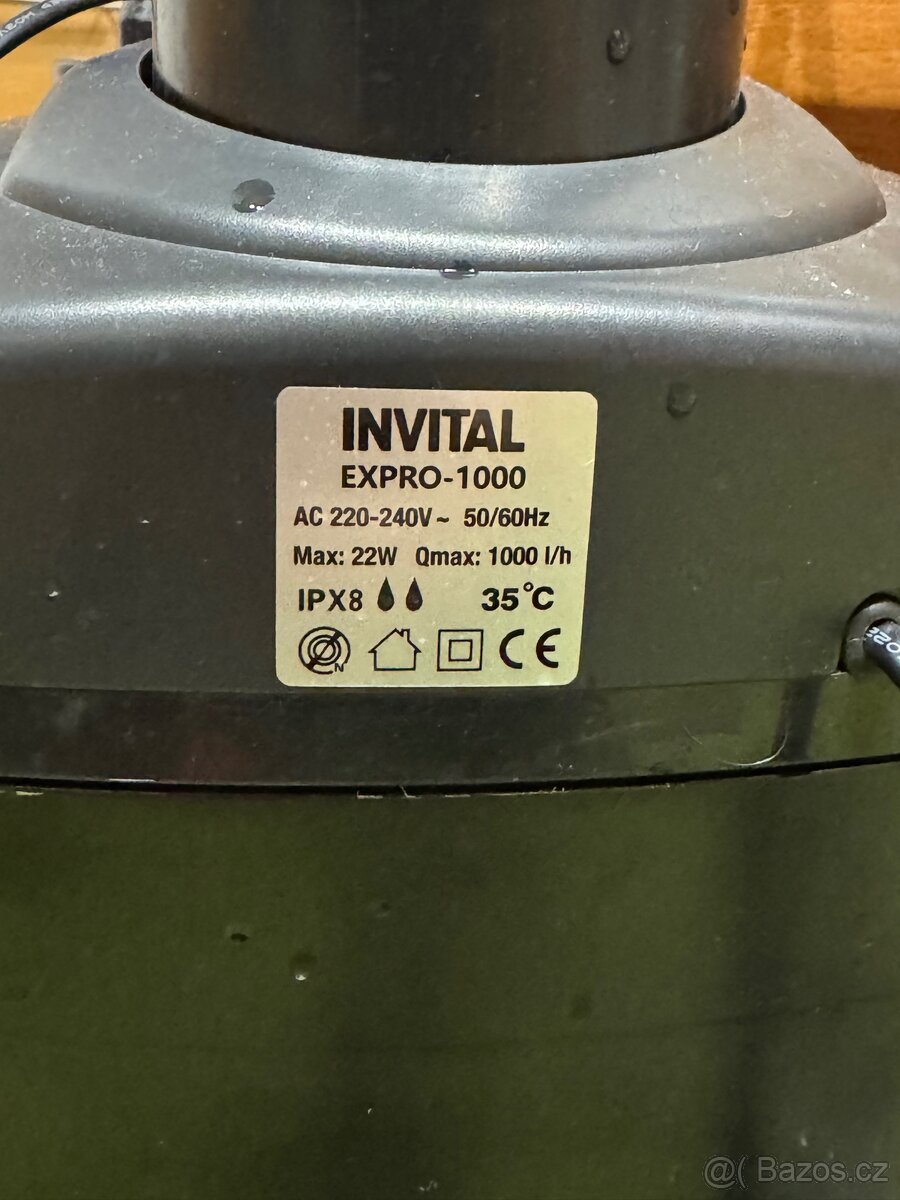 INVITAL
EXPRO-1000
AC 220-240V~ 50/60Hz
Max: 22W Qmax: 1000 l/h
IPX8 35°C
N
CE
@( Bazos.cz